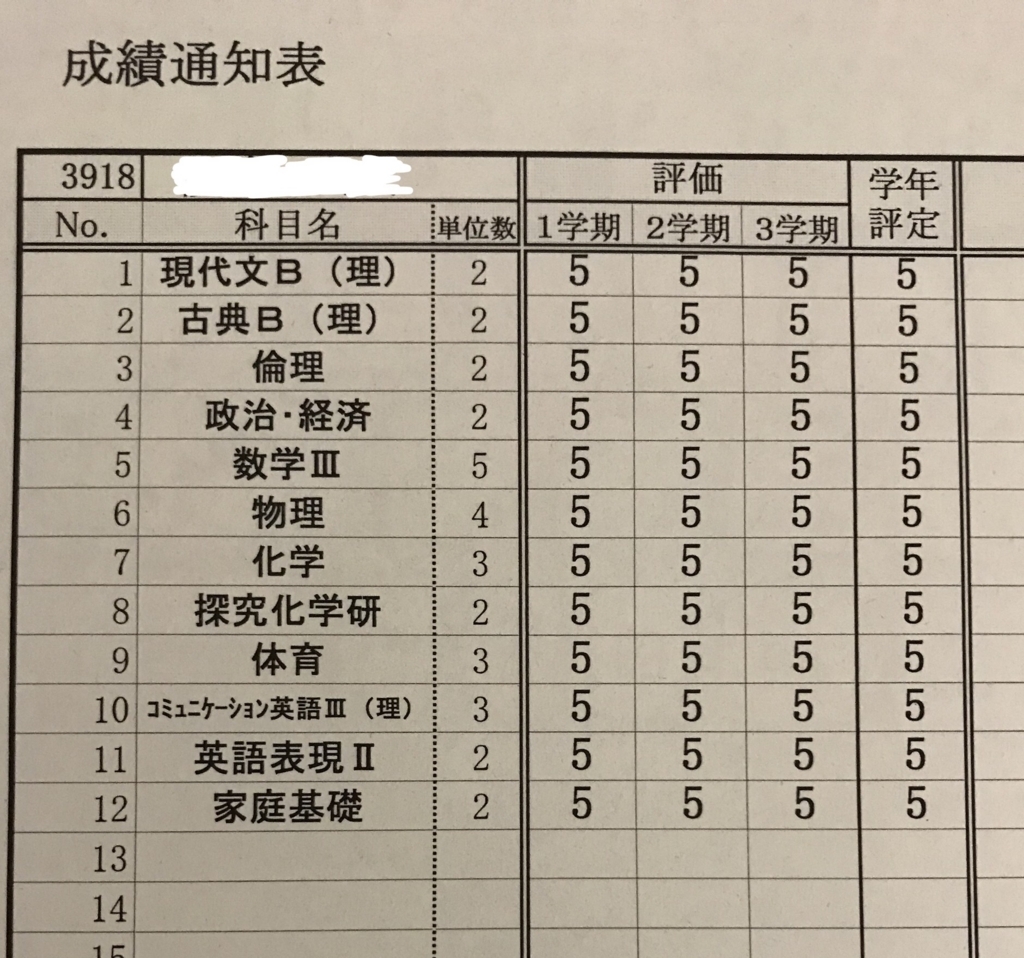 成績通知表
3918 評価 学年評定
No. 科目名 単位数 1学期 2学期 3学期
1 現代文B（理） 2 5 5 5 5
2 古典B（理） 2 5 5 5 5
3 倫理 2 5 5 5 5
4 政治・経済 2 5 5 5 5
5 数学Ⅲ 5 5 5 5 5
6 物理 4 5 5 5 5
7 化学 3 5 5 5 5
8 探究化学研 2 5 5 5 5
9 体育 3 5 5 5 5
10 ｺﾐｭﾆｹｰｼｮﾝ英語Ⅲ（理） 3 5 5 5 5
11 英語表現Ⅱ 2 5 5 5 5
12 家庭基礎 2 5 5 5 5
13
14
15